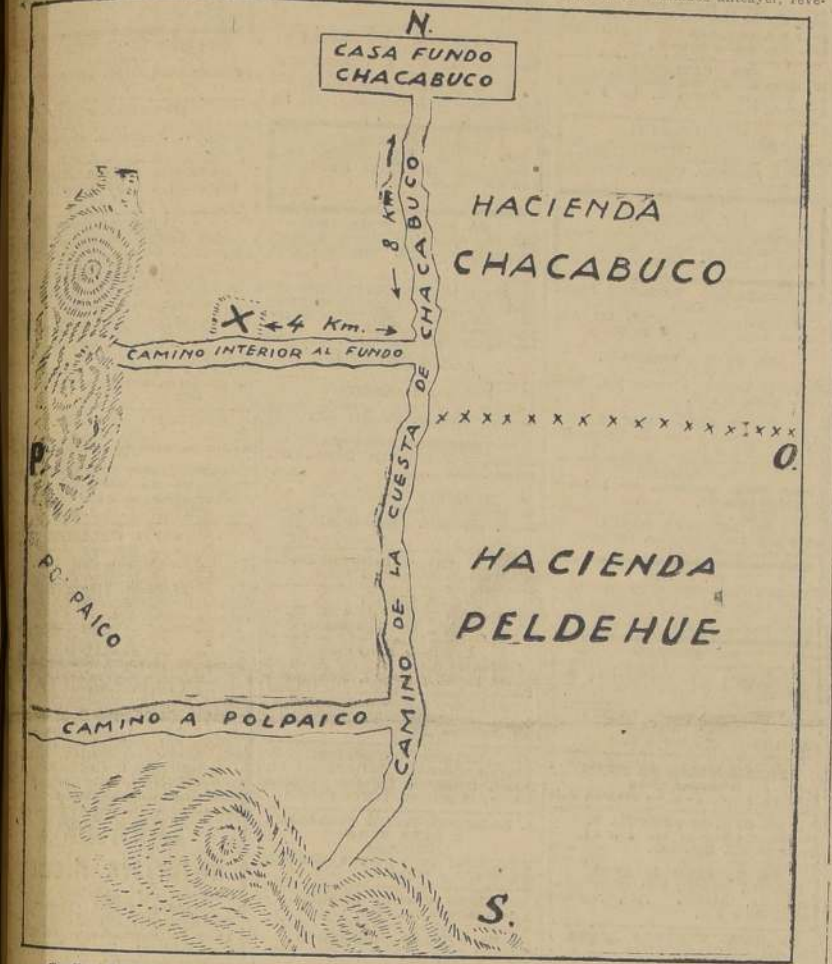 N.
CASA FUNDO
CHACABUCO
8 Km.
HACIENDA
CHACABUCO
X
4 Km.
CAMINO INTERIOR AL FUNDO
CAMINO DE LA CUESTA DE CHACABUCO
P.
O.
HACIENDA
PELDEHUE
POLPAICO
CAMINO A POLPAICO
S.